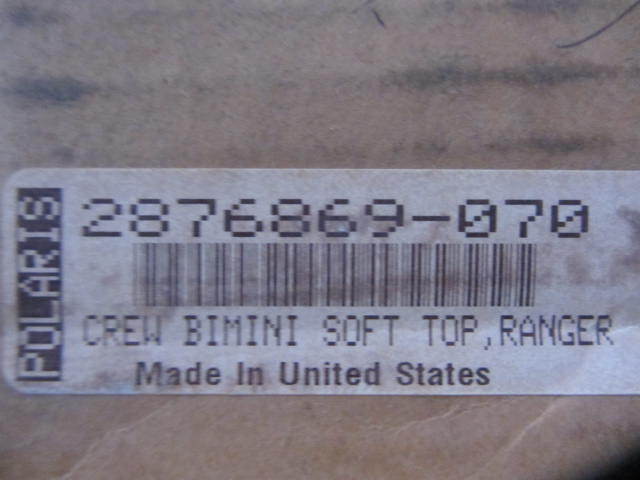 POLARIS
2876869-070
CREW BIMINI SOFT TOP,RANGER
Made In United States